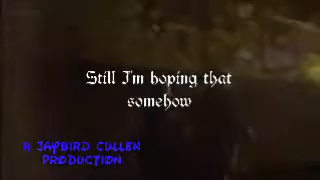 Still I'm hoping that
somehow
A JAYBIRD CULLEN
PRODUCTION